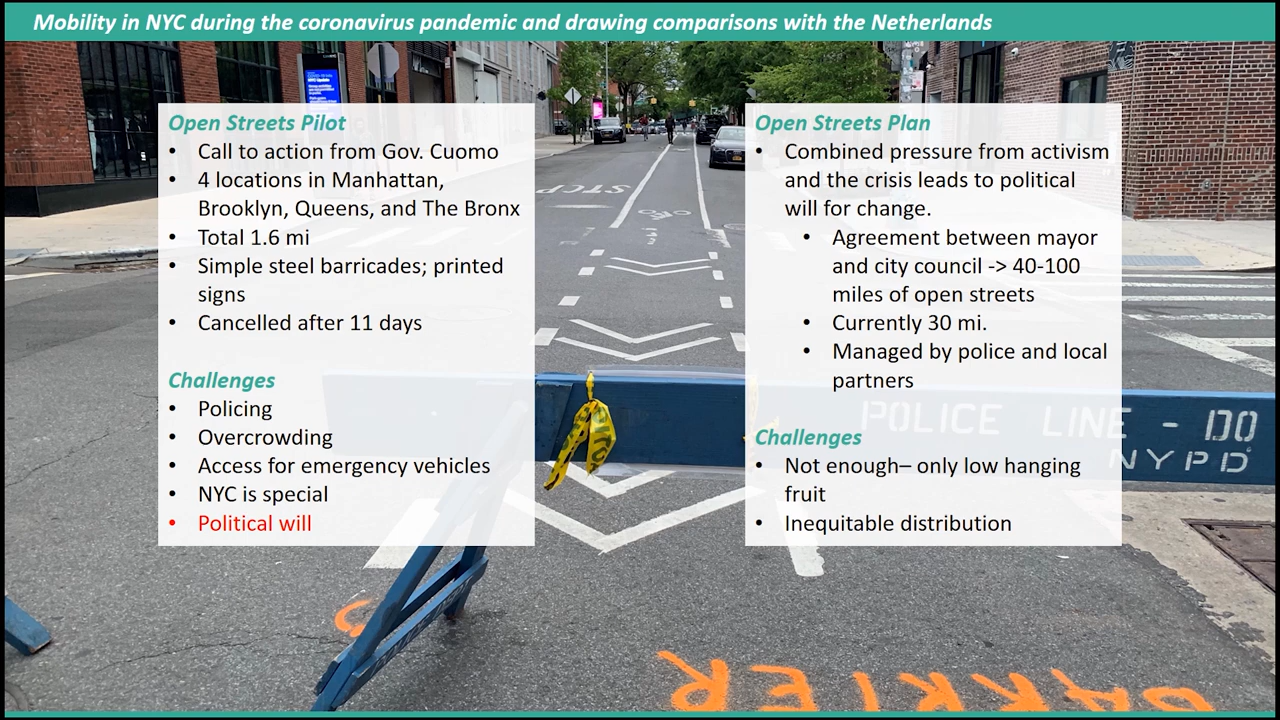 Mobility in NYC during the coronavirus pandemic and drawing comparisons with the Netherlands
Open Streets Pilot
• Call to action from Gov. Cuomo
• 4 locations in Manhattan,
Brooklyn, Queens, and The Bronx
• Total 1.6 mi
• Simple steel barricades; printed
signs
• Cancelled after 11 days
Challenges
• Policing
• Overcrowding
• Access for emergency vehicles
• NYC is special
• Political will
Open Streets Plan
• Combined pressure from activism
and the crisis leads to political
will for change.
• Agreement between mayor
and city council -> 40-100
miles of open streets
• Currently 30 mi.
• Managed by police and local
partners
Challenges
• Not enough– only low hanging
fruit
• Inequitable distribution
STOP
POLICE LINE - DO
NYPD
BARRIER